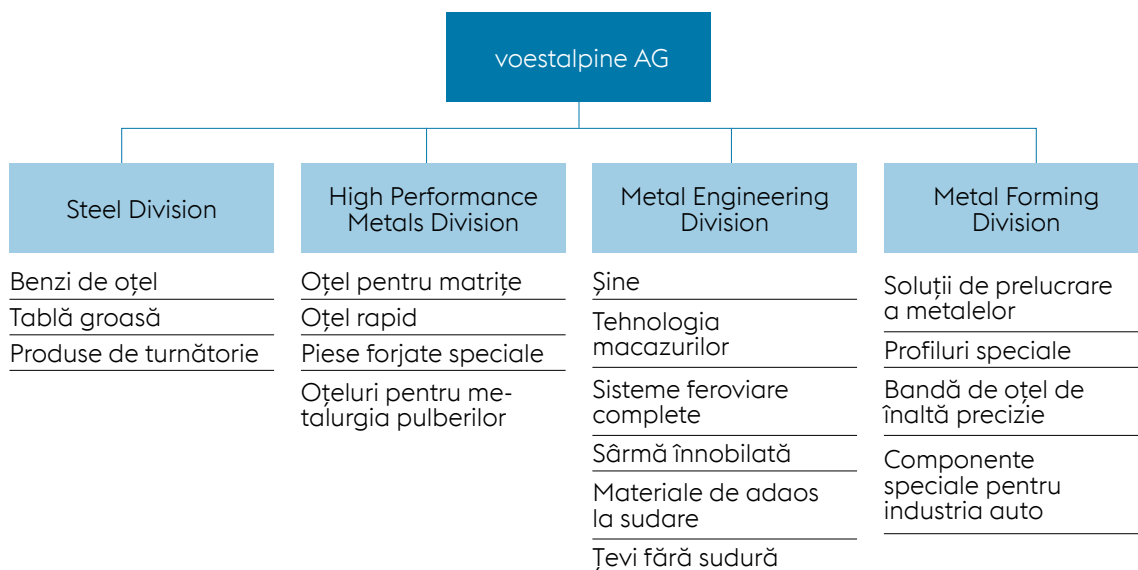 voestalpine AG
Steel Division
Benzi de oțel
Tablă groasă
Produse de turnătorie
High Performance
Metals Division
Oțel pentru matrițe
Oțel rapid
Piese forjate speciale
Oțeluri pentru me-
talurgia pulberilor
Metal Engineering
Division
Șine
Tehnologia
macazurilor
Sisteme feroviare
complete
Sârmă înnobilată
Materiale de adaos
la sudare
Țevi fără sudură
Metal Forming
Division
Soluții de prelucrare
a metalelor
Profiluri speciale
Bandă de oțel de
înaltă precizie
Componente
speciale pentru
industria auto